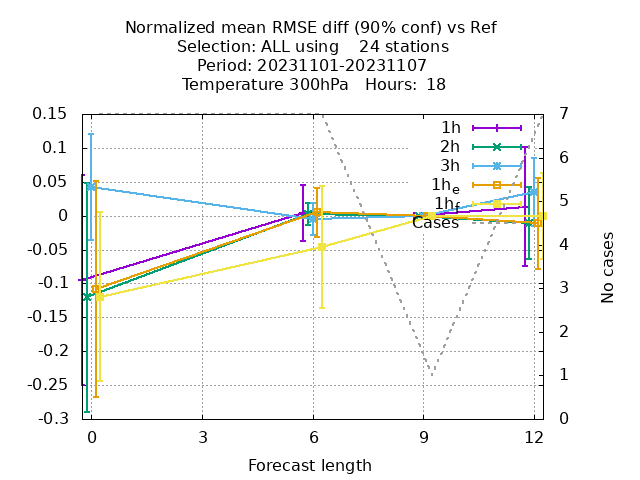 Normalized mean RMSE diff (90% conf) vs Ref
Selection: ALL using    24 stations
Period: 20231101-20231107
Temperature 300hPa   Hours:  18
0.15
0.1
0.05
0
-0.05
-0.1
-0.15
-0.2
-0.25
-0.3
7
6
5
4
3
2
1
0
1h
2h
3h
1he
1hf
Cases
No cases
0
3
6
9
12
Forecast length